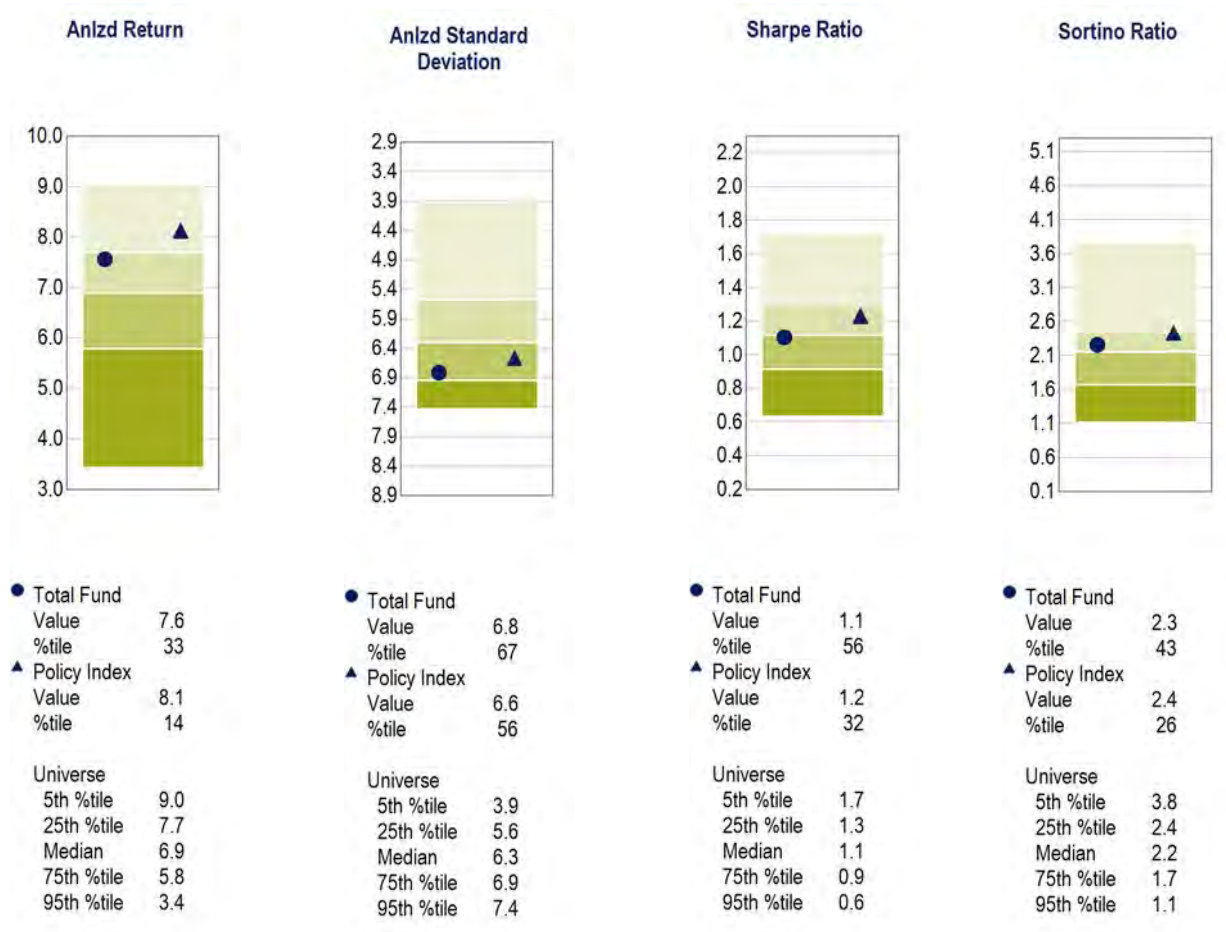 Anlzd Return
10.0
9.0
8.0
7.0
6.0
5.0
4.0
3.0
Total Fund
Value 7.6
%tile 33
Policy Index
Value 8.1
%tile 14
Universe
5th %tile 9.0
25th %tile 7.7
Median 6.9
75th %tile 5.8
95th %tile 3.4
Anlzd Standard
Deviation
2.9
3.4
3.9
4.4
4.9
5.4
5.9
6.4
6.9
7.4
7.9
8.4
8.9
Total Fund
Value 6.8
%tile 67
Policy Index
Value 6.6
%tile 56
Universe
5th %tile 3.9
25th %tile 5.6
Median 6.3
75th %tile 6.9
95th %tile 7.4
Sharpe Ratio
2.2
2.0
1.8
1.6
1.4
1.2
1.0
0.8
0.6
0.4
0.2
Total Fund
Value 1.1
%tile 56
Policy Index
Value 1.2
%tile 32
Universe
5th %tile 1.7
25th %tile 1.3
Median 1.1
75th %tile 0.9
95th %tile 0.6
Sortino Ratio
5.1
4.6
4.1
3.6
3.1
2.6
2.1
1.6
1.1
0.6
0.1
Total Fund
Value 2.3
%tile 43
Policy Index
Value 2.4
%tile 26
Universe
5th %tile 3.8
25th %tile 2.4
Median 2.2
75th %tile 1.7
95th %tile 1.1